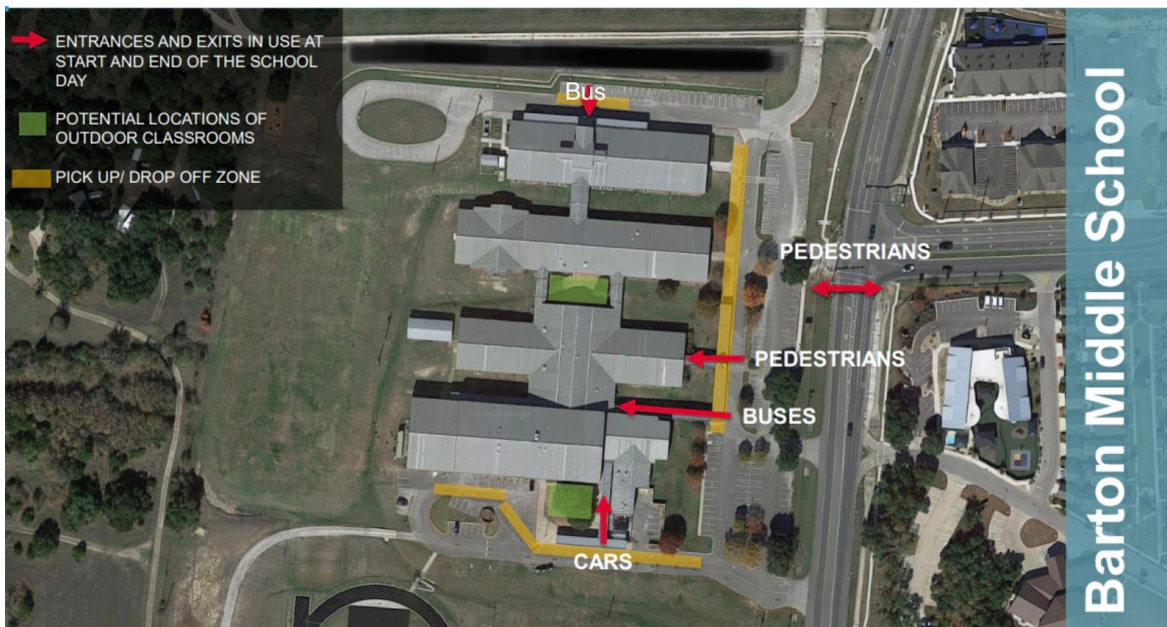 ENTRANCES AND EXITS IN USE AT
START AND END OF THE SCHOOL
DAY
POTENTIAL LOCATIONS OF
OUTDOOR CLASSROOMS
PICK UP/ DROP OFF ZONE
Bus
PEDESTRIANS
PEDESTRIANS
BUSES
CARS
Barton Middle School